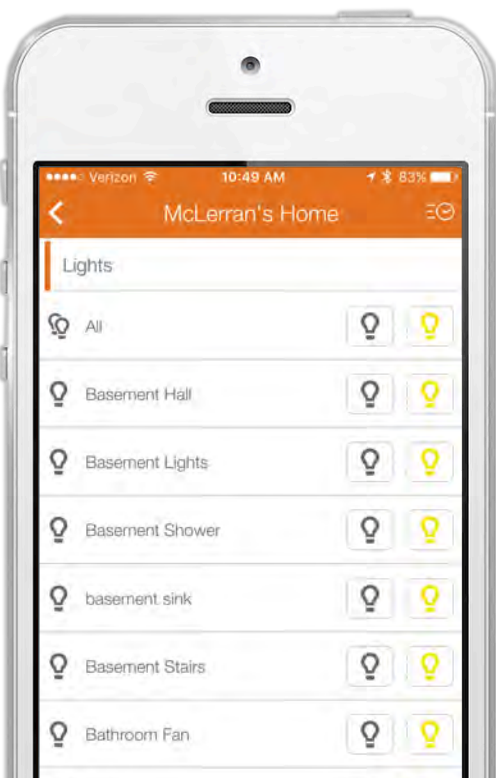 Verizon 10:49 AM 83%
McLerran's Home
Lights
All
Basement Hall
Basement Lights
Basement Shower
basement sink
Basement Stairs
Bathroom Fan